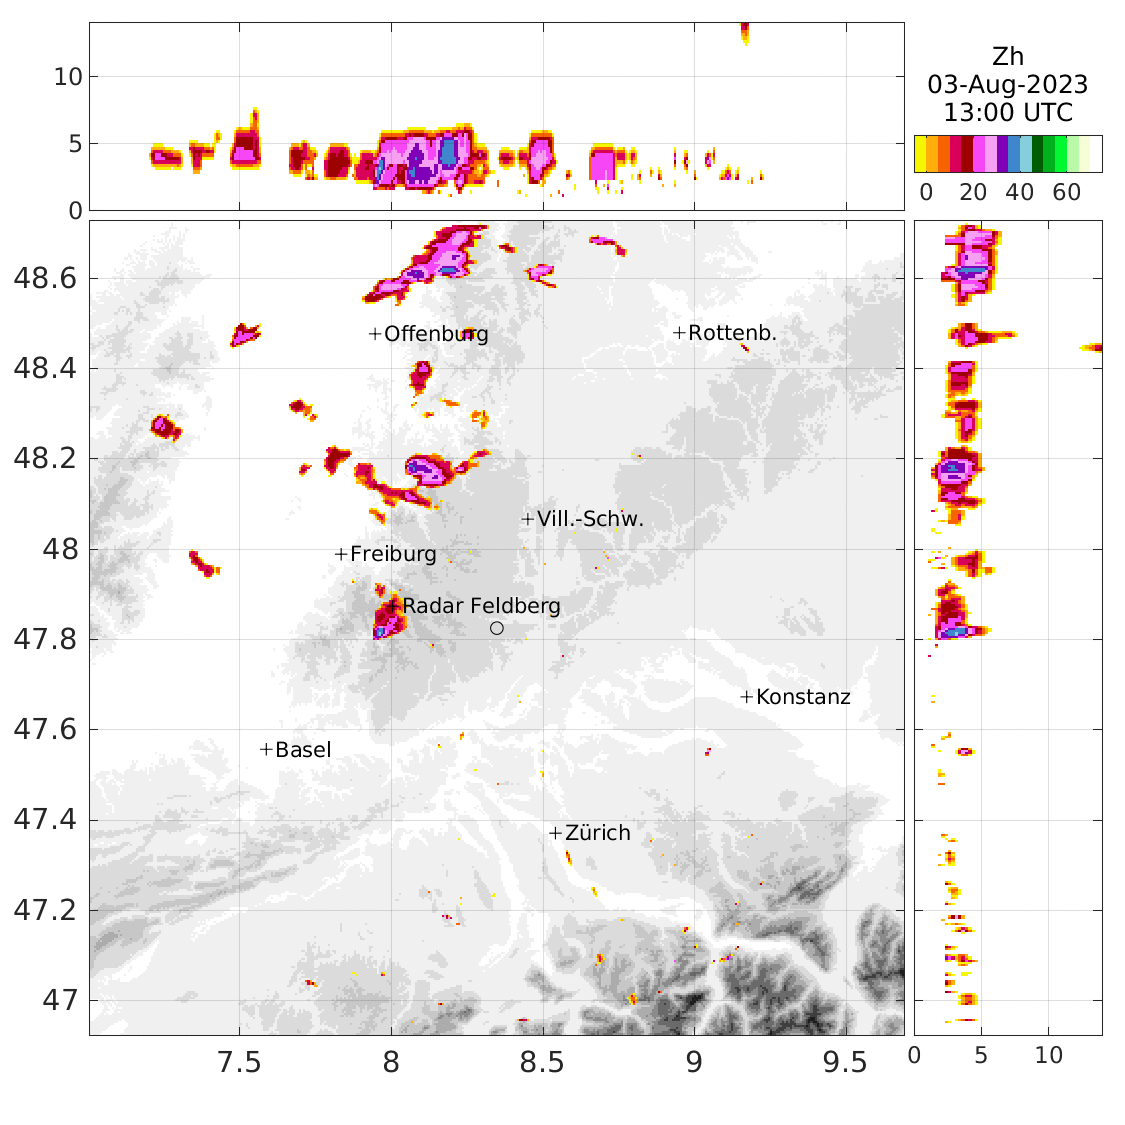 10
5
0
Zh
03-Aug-2023
13:00 UTC
0 20 40 60
48.6
48.4
48.2
48
47.8
47.6
47.4
47.2
47
+Offenburg
+Rottenb.
+Vill.-Schw.
+Freiburg
+Radar Feldberg
+Konstanz
+Basel
+Zürich
7.5 8 8.5 9 9.5
0 5 10